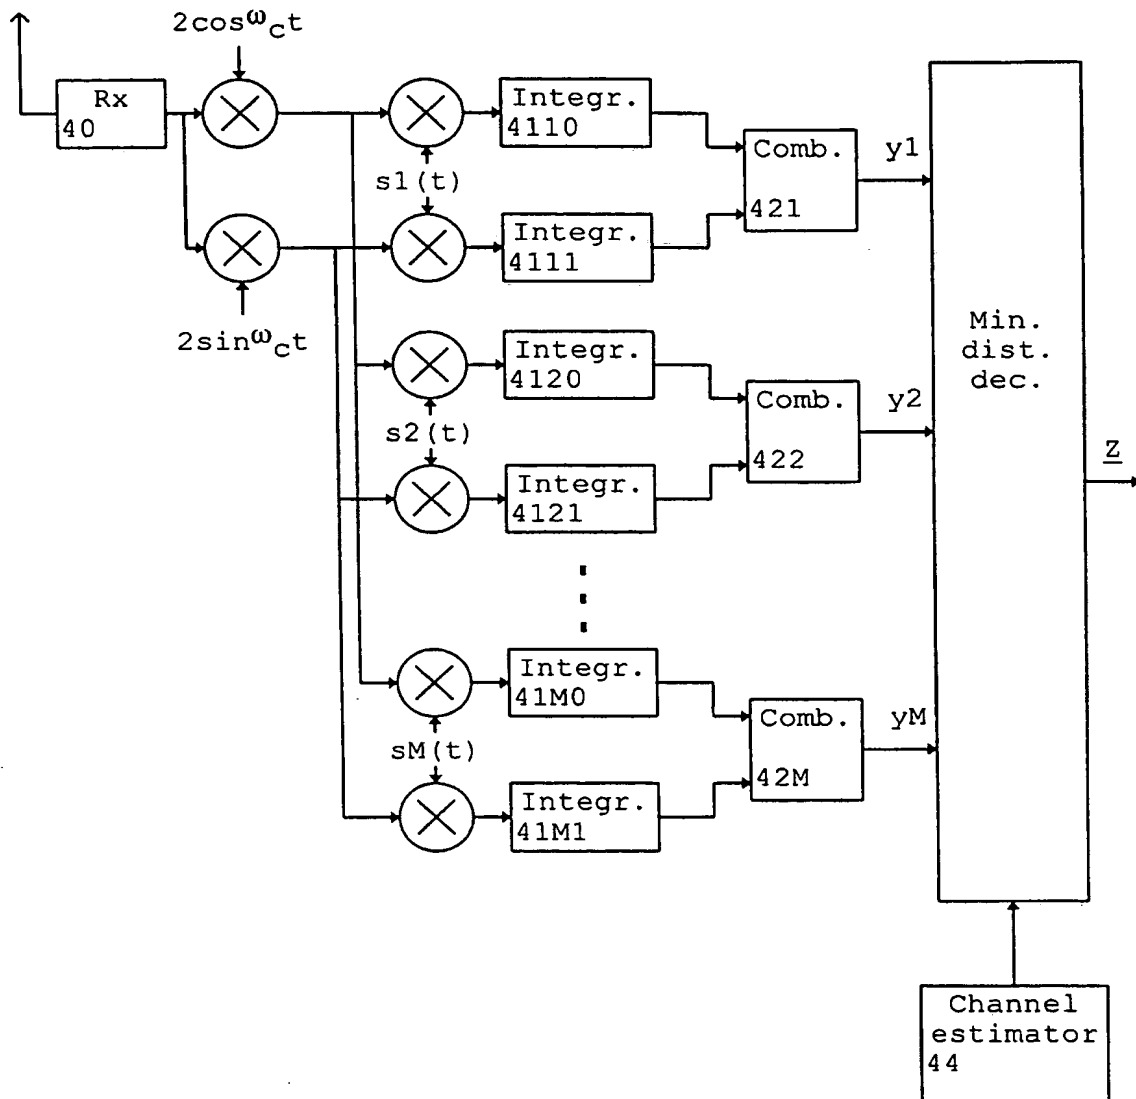 2cosωct
Rx
40
Integr.
4110
Comb.
421
y1
s1(t)
Integr.
4111
2sinωct
Min.
dist.
dec.
Integr.
4120
Comb.
422
y2
s2(t)
Integr.
4121
Z
Integr.
41M0
Comb.
42M
yM
sM(t)
Integr.
41M1
Channel
estimator
44